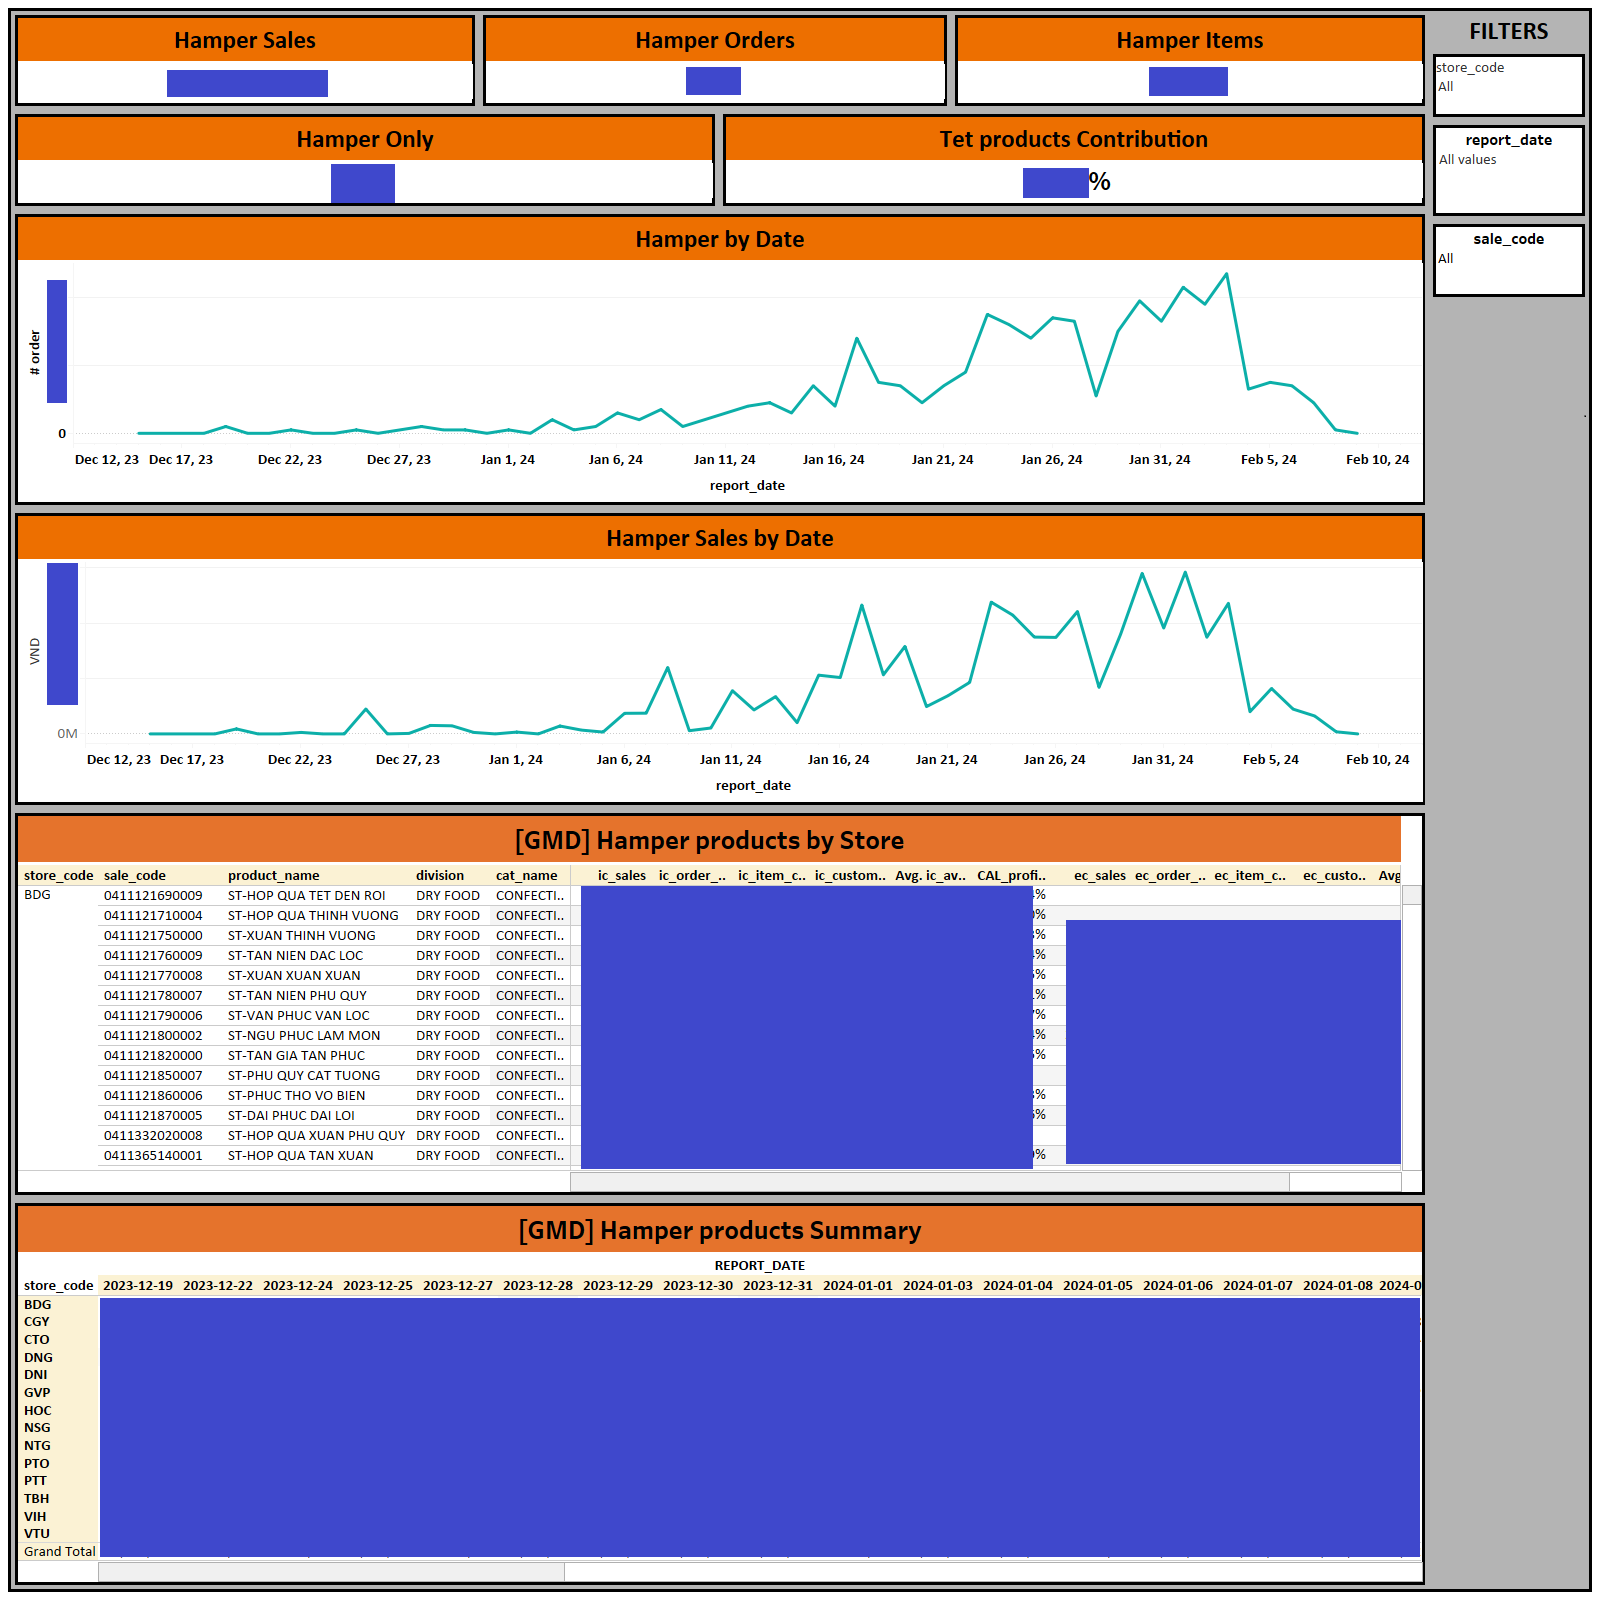 Hamper Sales
Hamper Orders
Hamper Items
FILTERS
store_code
All
Hamper Only
Tet products Contribution
%
report_date
All values
sale_code
All
Hamper by Date
# order
0
Dec 12, 23 Dec 17, 23 Dec 22, 23 Dec 27, 23 Jan 1, 24 Jan 6, 24 Jan 11, 24 Jan 16, 24 Jan 21, 24 Jan 26, 24 Jan 31, 24 Feb 5, 24 Feb 10, 24
report_date
Hamper Sales by Date
VND
0M
Dec 12, 23 Dec 17, 23 Dec 22, 23 Dec 27, 23 Jan 1, 24 Jan 6, 24 Jan 11, 24 Jan 16, 24 Jan 21, 24 Jan 26, 24 Jan 31, 24 Feb 5, 24 Feb 10, 24
report_date
[GMD] Hamper products by Store
store_code sale_code product_name division cat_name ic_sales ic_order_.. ic_item_c.. ic_custom.. Avg. ic_av.. CAL_profi.. ec_sales ec_order_.. ec_item_c.. ec_custo.. Avg
BDG 0411121690009 ST-HOP QUA TET DEN ROI DRY FOOD CONFECTI.. %
0411121710004 ST-HOP QUA THINH VUONG DRY FOOD CONFECTI.. %
0411121750000 ST-XUAN THINH VUONG DRY FOOD CONFECTI.. %
0411121760009 ST-TAN NIEN DAC LOC DRY FOOD CONFECTI.. %
0411121770008 ST-XUAN XUAN XUAN DRY FOOD CONFECTI.. %
0411121780007 ST-TAN NIEN PHU QUY DRY FOOD CONFECTI.. %
0411121790006 ST-VAN PHUC VAN LOC DRY FOOD CONFECTI.. %
0411121800002 ST-NGU PHUC LAM MON DRY FOOD CONFECTI.. %
0411121820000 ST-TAN GIA TAN PHUC DRY FOOD CONFECTI.. %
0411121850007 ST-PHU QUY CAT TUONG DRY FOOD CONFECTI..
0411121860006 ST-PHUC THO VO BIEN DRY FOOD CONFECTI.. %
0411121870005 ST-DAI PHUC DAI LOI DRY FOOD CONFECTI.. %
0411332020008 ST-HOP QUA XUAN PHU QUY DRY FOOD CONFECTI..
0411365140001 ST-HOP QUA TAN XUAN DRY FOOD CONFECTI.. %
[GMD] Hamper products Summary
REPORT_DATE
store_code 2023-12-19 2023-12-22 2023-12-24 2023-12-25 2023-12-27 2023-12-28 2023-12-29 2023-12-30 2023-12-31 2024-01-01 2024-01-03 2024-01-04 2024-01-05 2024-01-06 2024-01-07 2024-01-08 2024-0
BDG
CGY
CTO
DNG
DNI
GVP
HOC
NSG
NTG
PTO
PTT
TBH
VIH
VTU
Grand Total